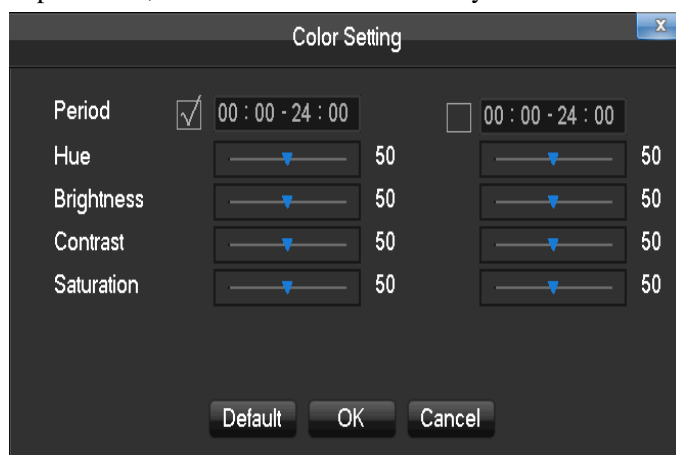 Color Setting
X
Period 00 : 00 - 24 : 00 00 : 00 - 24 : 00
Hue 50 50
Brightness 50 50
Contrast 50 50
Saturation 50 50
Default OK Cancel